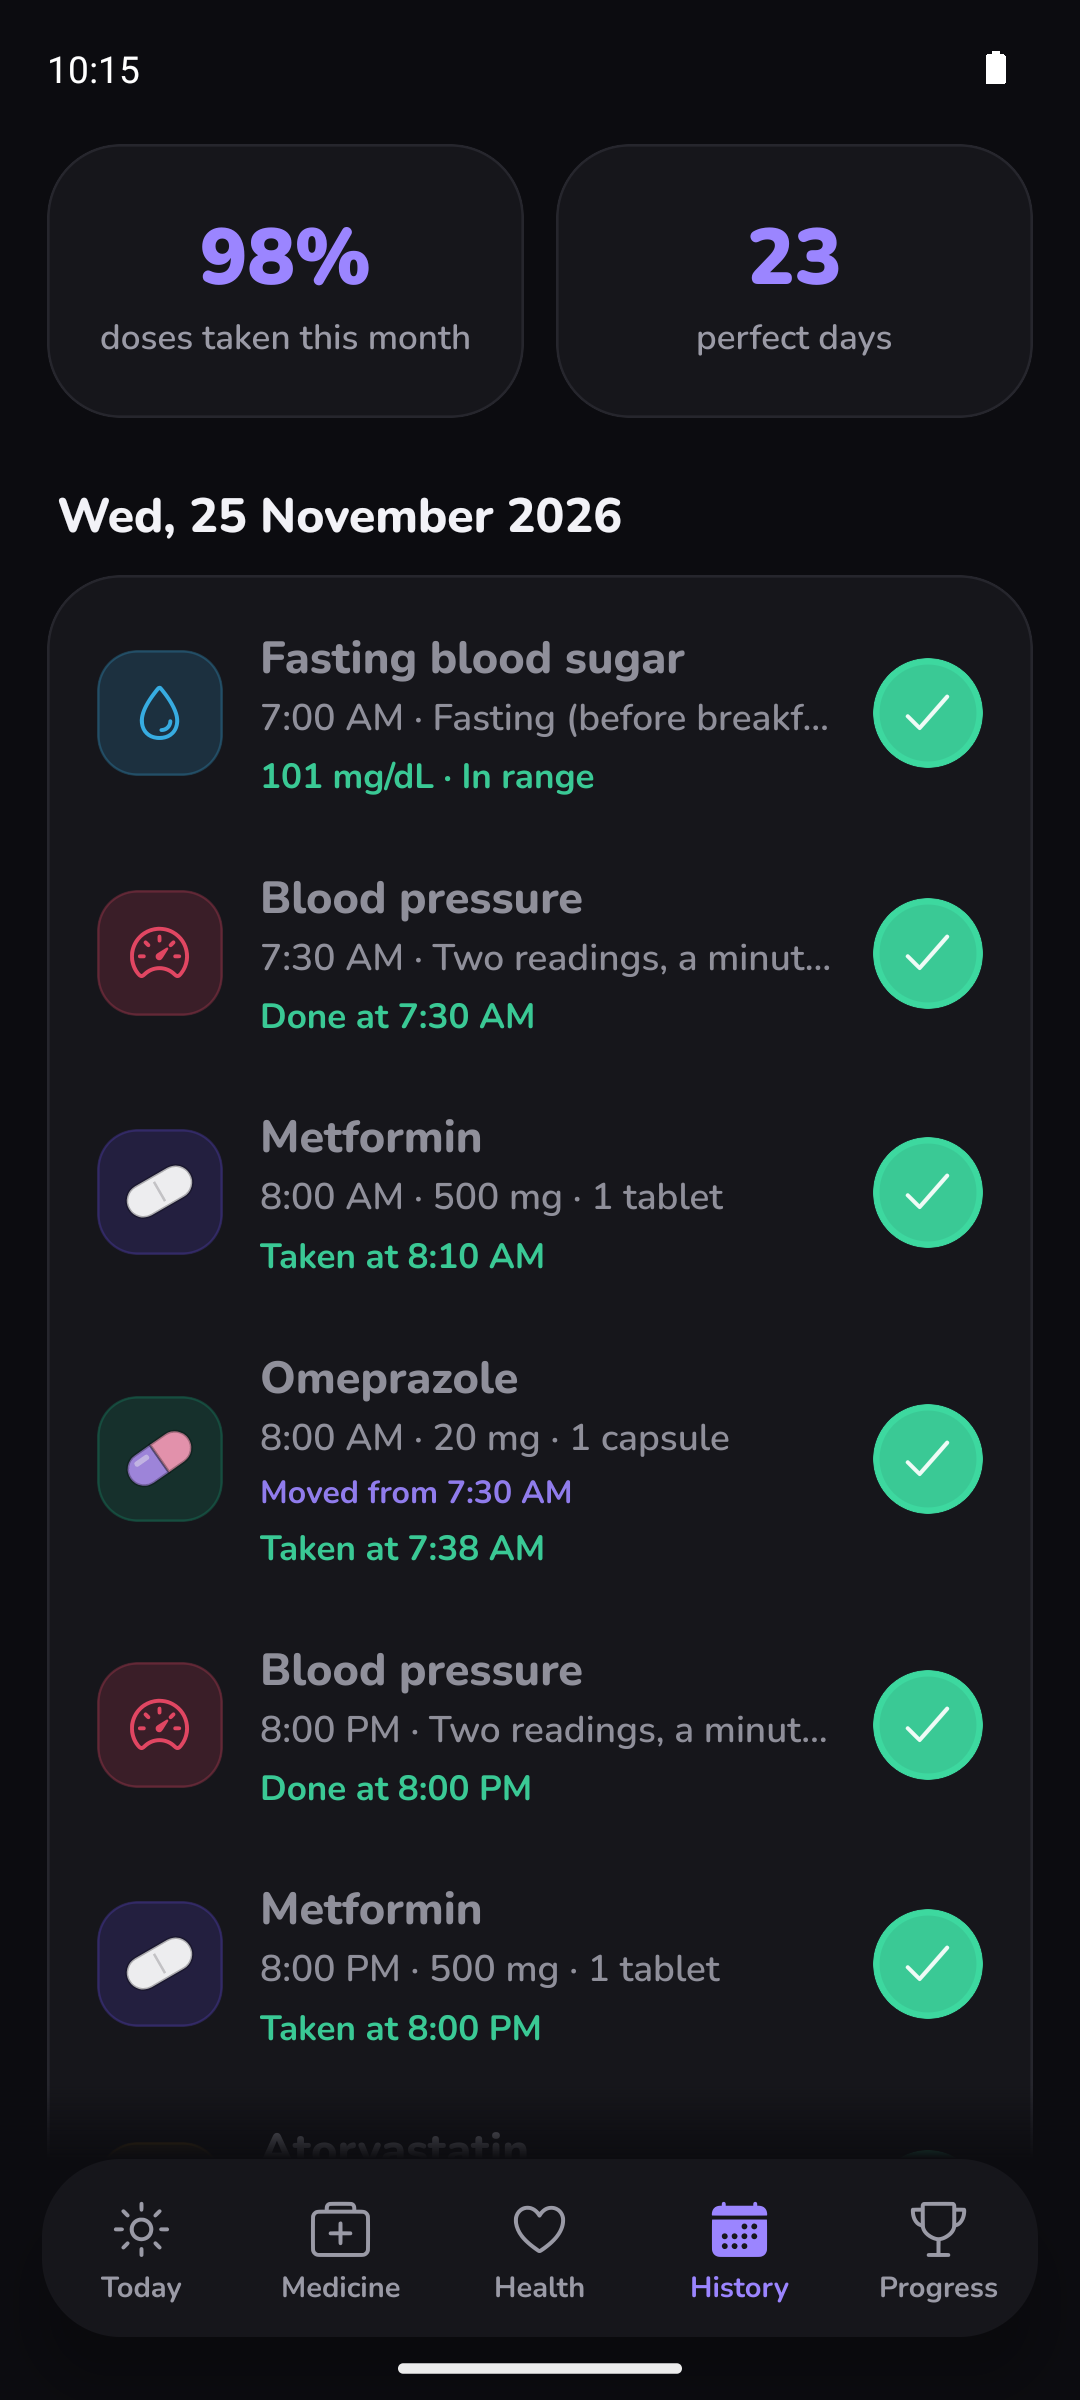 10:15
98%
doses taken this month
23
perfect days
Wed, 25 November 2026
Fasting blood sugar
7:00 AM · Fasting (before breakf...
101 mg/dL · In range
Blood pressure
7:30 AM · Two readings, a minut...
Done at 7:30 AM
Metformin
8:00 AM · 500 mg · 1 tablet
Taken at 8:10 AM
Omeprazole
8:00 AM · 20 mg · 1 capsule
Moved from 7:30 AM
Taken at 7:38 AM
Blood pressure
8:00 PM · Two readings, a minut...
Done at 8:00 PM
Metformin
8:00 PM · 500 mg · 1 tablet
Taken at 8:00 PM
Atorvastatin
Today
Medicine
Health
History
Progress